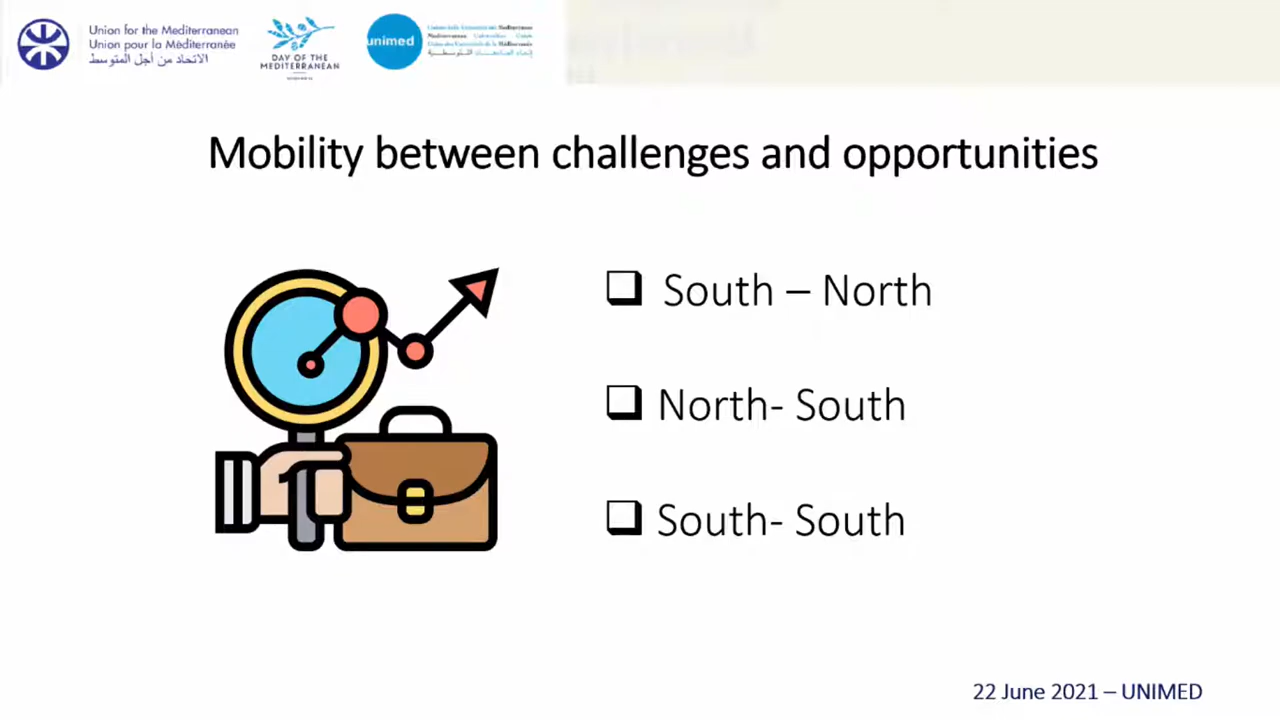 Union for the Mediterranean
Union pour la Méditerranée
الاتحاد من أجل المتوسط
DAY OF THE
MEDITERRANEAN
unimed
Mobility between challenges and opportunities
South – North
North- South
South- South
22 June 2021 – UNIMED